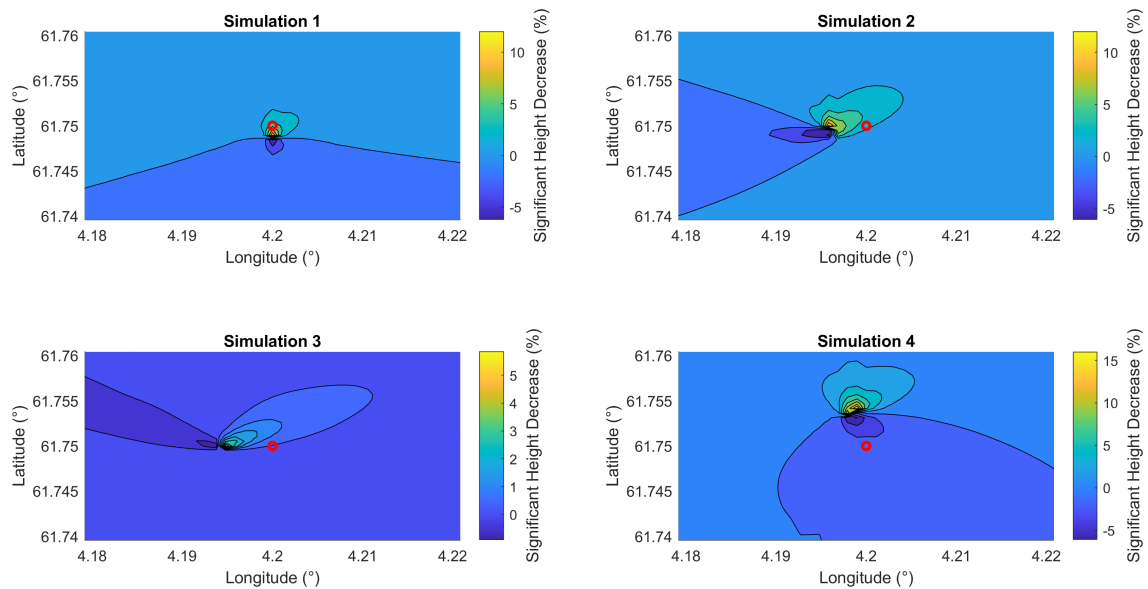 Simulation 1
61.76
61.755
61.75
61.745
61.74
Latitude (°)
4.18 4.19 4.2 4.21 4.22
Longitude (°)
10
5
0
-5
Significant Height Decrease (%)
Simulation 2
61.76
61.755
61.75
61.745
61.74
Latitude (°)
4.18 4.19 4.2 4.21 4.22
Longitude (°)
10
5
0
-5
Significant Height Decrease (%)
Simulation 3
61.76
61.755
61.75
61.745
61.74
Latitude (°)
4.18 4.19 4.2 4.21 4.22
Longitude (°)
5
4
3
2
1
0
Significant Height Decrease (%)
Simulation 4
61.76
61.755
61.75
61.745
61.74
Latitude (°)
4.18 4.19 4.2 4.21 4.22
Longitude (°)
15
10
5
0
-5
Significant Height Decrease (%)